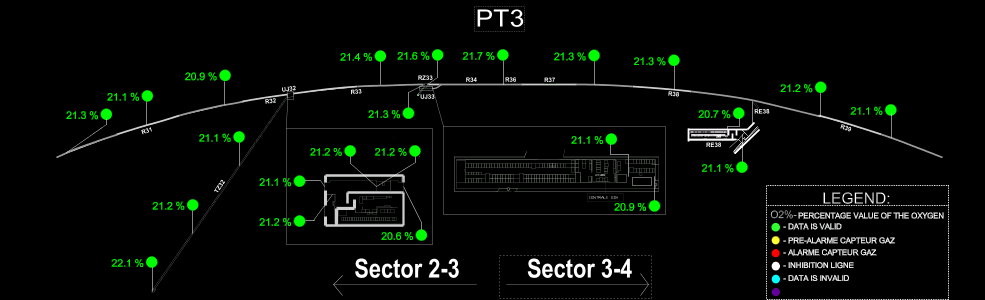 PT3
21.4 %
21.6 %
21.7 %
21.3 %
21.3 %
20.9 %
RZ33
UJ32
R33
R34
R36
R37
R38
21.2 %
21.1 %
R32
UJ33
21.3 %
20.7 %
RE38
21.1 %
21.3 %
R31
R39
21.1 %
21.1 %
RE38
21.2 %
21.2 %
21.1 %
21.1 %
TZ32
21.2 %
21.2 %
20.9 %
20.6 %
22.1 %
Sector 2-3
Sector 3-4
LEGEND:
O2%- PERCENTAGE VALUE OF THE OXYGEN
- DATA IS VALID
- PRE-ALARME CAPTEUR GAZ
- ALARME CAPTEUR GAZ
- INHIBITION LIGNE
- DATA IS INVALID